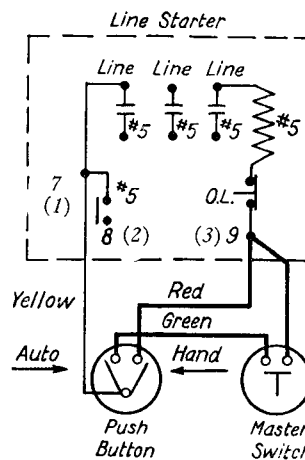 Line Starter
Line Line Line
#5 #5 #5 #5
7 #5 O.L.
(1) 8 (2) (3) 9
Yellow Red
Green
Auto Hand
Push Master
Button Switch